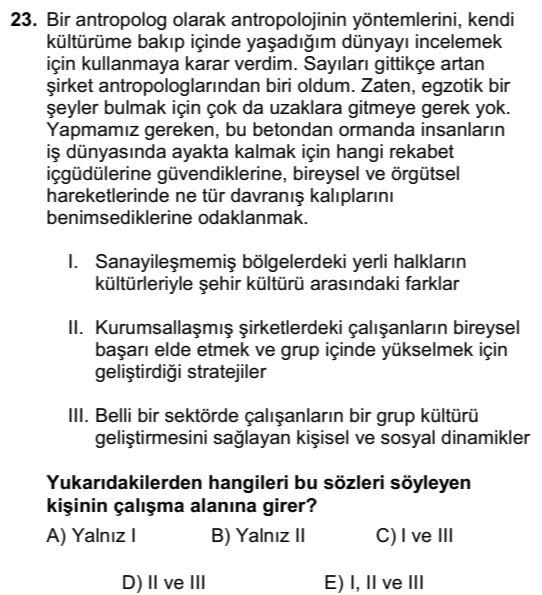 23. Bir antropolog olarak antropolojinin yöntemlerini, kendi
kültürüme bakıp içinde yaşadığım dünyayı incelemek
için kullanmaya karar verdim. Sayıları gittikçe artan
şirket antropologlarından biri oldum. Zaten, egzotik bir
şeyler bulmak için çok da uzaklara gitmeye gerek yok.
Yapmamız gereken, bu betondan ormanda insanların
iş dünyasında ayakta kalmak için hangi rekabet
içgüdülerine güvendiklerine, bireysel ve örgütsel
hareketlerinde ne tür davranış kalıplarını
benimsediklerine odaklanmak.
I. Sanayileşmemiş bölgelerdeki yerli halkların
kültürleriyle şehir kültürü arasındaki farklar
II. Kurumsallaşmış şirketlerdeki çalışanların bireysel
başarı elde etmek ve grup içinde yükselmek için
geliştirdiği stratejiler
III. Belli bir sektörde çalışanların bir grup kültürü
geliştirmesini sağlayan kişisel ve sosyal dinamikler
Yukarıdakilerden hangileri bu sözleri söyleyen
kişinin çalışma alanına girer?
A) Yalnız I B) Yalnız II C) I ve III
D) II ve III E) I, II ve III